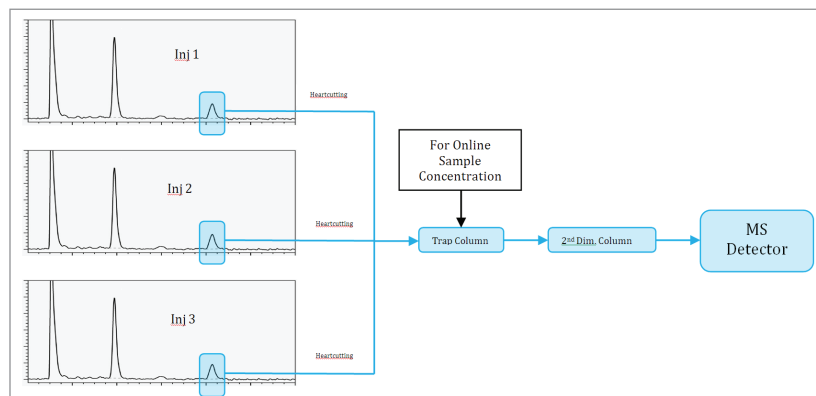 Inj 1
Heartcutting
For Online
Sample
Concentration
Inj 2
Heartcutting
Trap Column
2nd Dim. Column
MS
Detector
Inj 3
Heartcutting